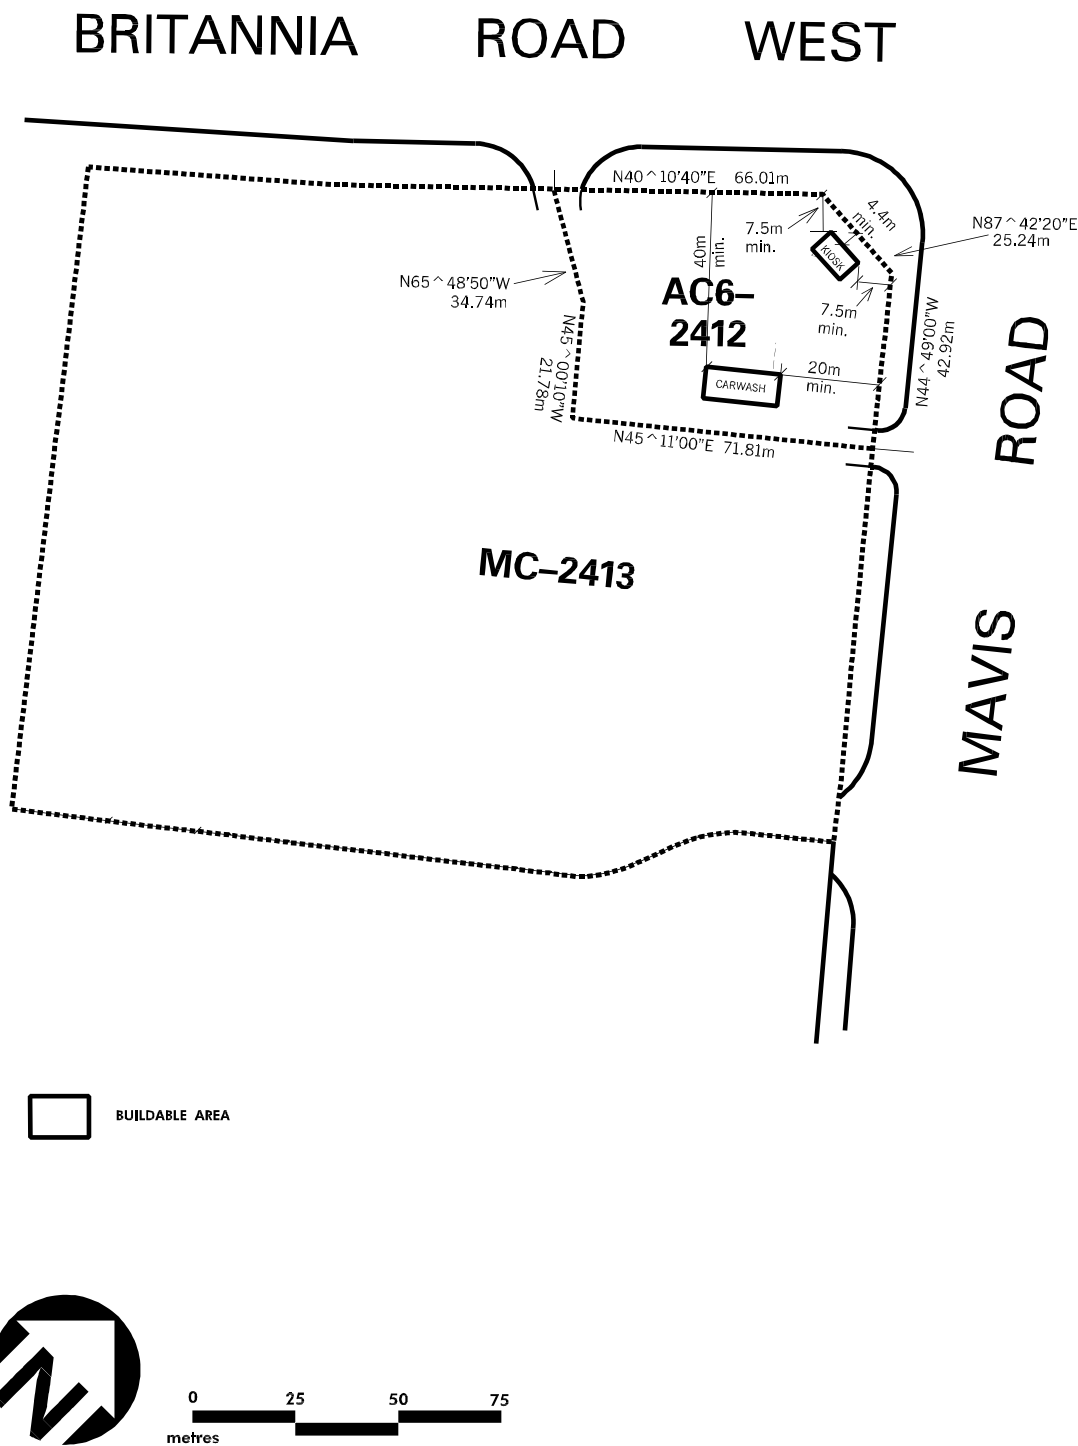 BRITANNIA ROAD WEST
N40^10'40"E 66.01m
4.4m
min.
7.5m
min.
N87^42'20"E
25.24m
40m
min.
KIOSK
N65^48'50"W
34.74m
AC6–
2412
7.5m
min.
N44^49'00"W
42.92m
N45^00'10"W
21.78m
20m
min.
CARWASH
N45^11'00"E 71.81m
MAVIS ROAD
MC–2413
BUILDABLE AREA
N
0 25 50 75
metres